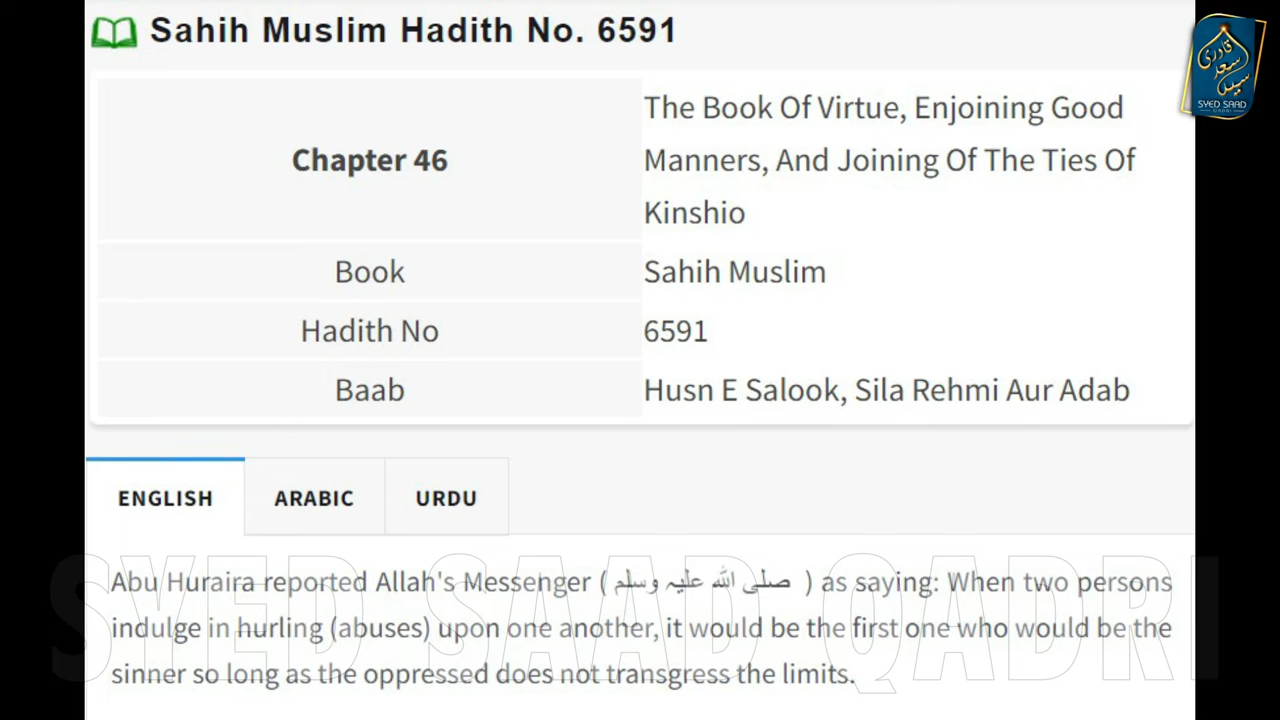 Sahih Muslim Hadith No. 6591
قادری
سعد
سید
SYED SAAD
QADRI
Chapter 46
The Book Of Virtue, Enjoining Good
Manners, And Joining Of The Ties Of
Kinshio
Book
Sahih Muslim
Hadith No
6591
Baab
Husn E Salook, Sila Rehmi Aur Adab
ENGLISH
ARABIC
URDU
Abu Huraira reported Allah's Messenger ( صلی اللہ علیہ وسلم ) as saying: When two persons
indulge in hurling (abuses) upon one another, it would be the first one who would be the
sinner so long as the oppressed does not transgress the limits.
SYED SAAD QADRI